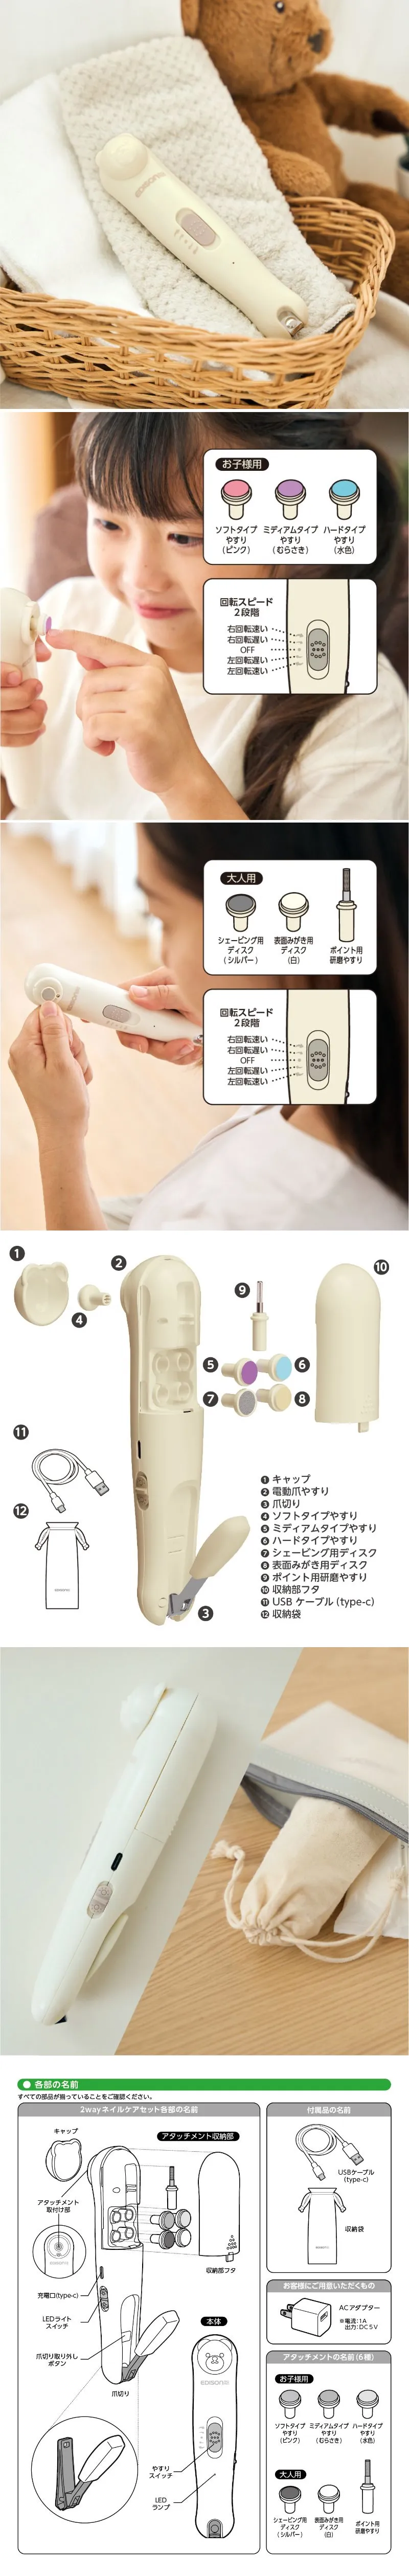 EDISON
お子様用
ソフトタイプ
やすり
(ピンク)
ミディアムタイプ
やすり
(むらさき)
ハードタイプ
やすり
(水色)
回転スピード
2段階
右回転速い
右回転遅い
OFF
左回転遅い
左回転速い
大人用
シェービング用
ディスク
(シルバー)
表面みがき用
ディスク
(白)
ポイント用
研磨やすり
回転スピード
2段階
右回転速い
右回転遅い
OFF
左回転遅い
左回転速い
1
2
9
10
4
5
6
7
8
11
12
3
EDISON
❶ キャップ
❷ 電動爪やすり
❸ 爪切り
❹ ソフトタイプやすり
❺ ミディアムタイプやすり
❻ ハードタイプやすり
❼ シェービング用ディスク
❽ 表面みがき用ディスク
❾ ポイント用研磨やすり
❿ 収納部フタ
⓫ USB ケーブル (type-c)
⓬ 収納袋
● 各部の名前
すべての部品が揃っていることをご確認ください。
2wayネイルケアセット各部の名前
キャップ
アタッチメント収納部
アタッチメント
取付け部
収納部フタ
充電口(type-c)
LEDライト
スイッチ
爪切り取り外し
ボタン
爪切り
本体
EDISON
やすり
スイッチ
LED
ランプ
付属品の名前
USBケーブル
(type-c)
収納袋
お客様にご用意いただくもの
ACアダプター
※電流:1A
出力:DC5V
アタッチメントの名前(6種)
お子様用
ソフトタイプ
やすり
(ピンク)
ミディアムタイプ
やすり
(むらさき)
ハードタイプ
やすり
(水色)
大人用
シェービング用
ディスク
(シルバー)
表面みがき用
ディスク
(白)
ポイント用
研磨やすり